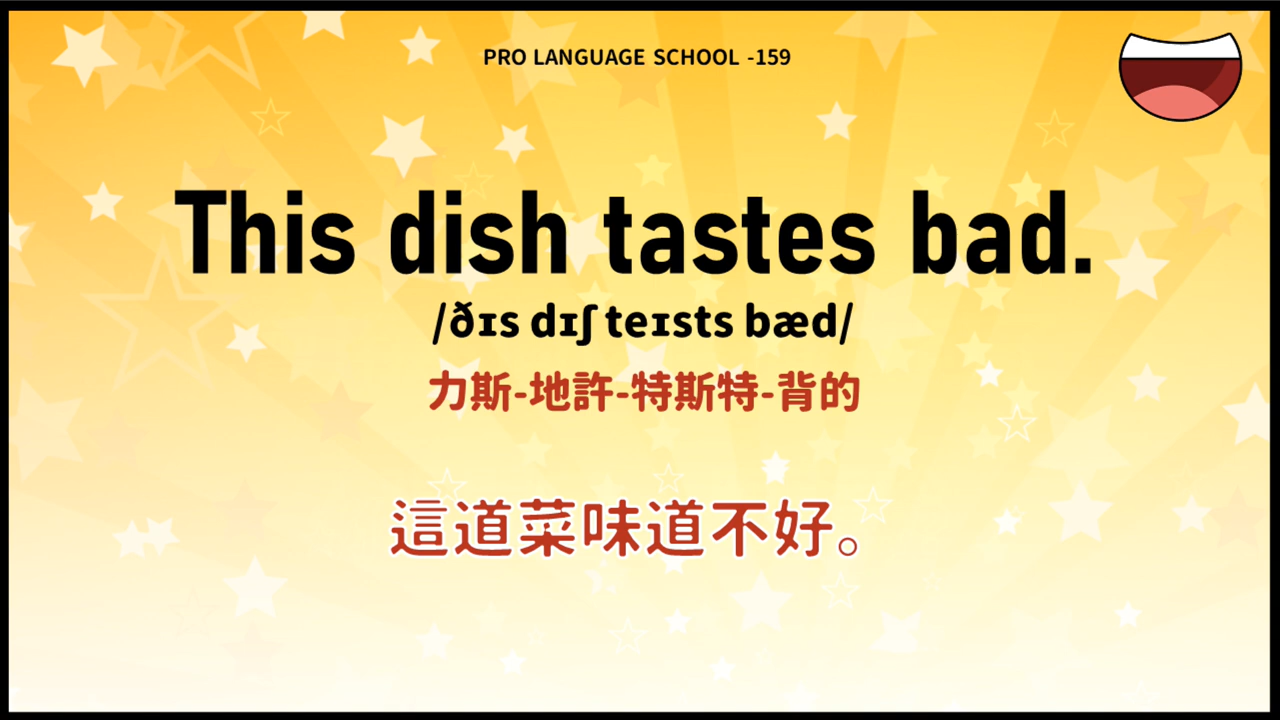 PRO LANGUAGE SCHOOL -159
This dish tastes bad.
/ðɪs dɪʃ teɪsts bæd/
力斯-地許-特斯特-背的
這道菜味道不好。